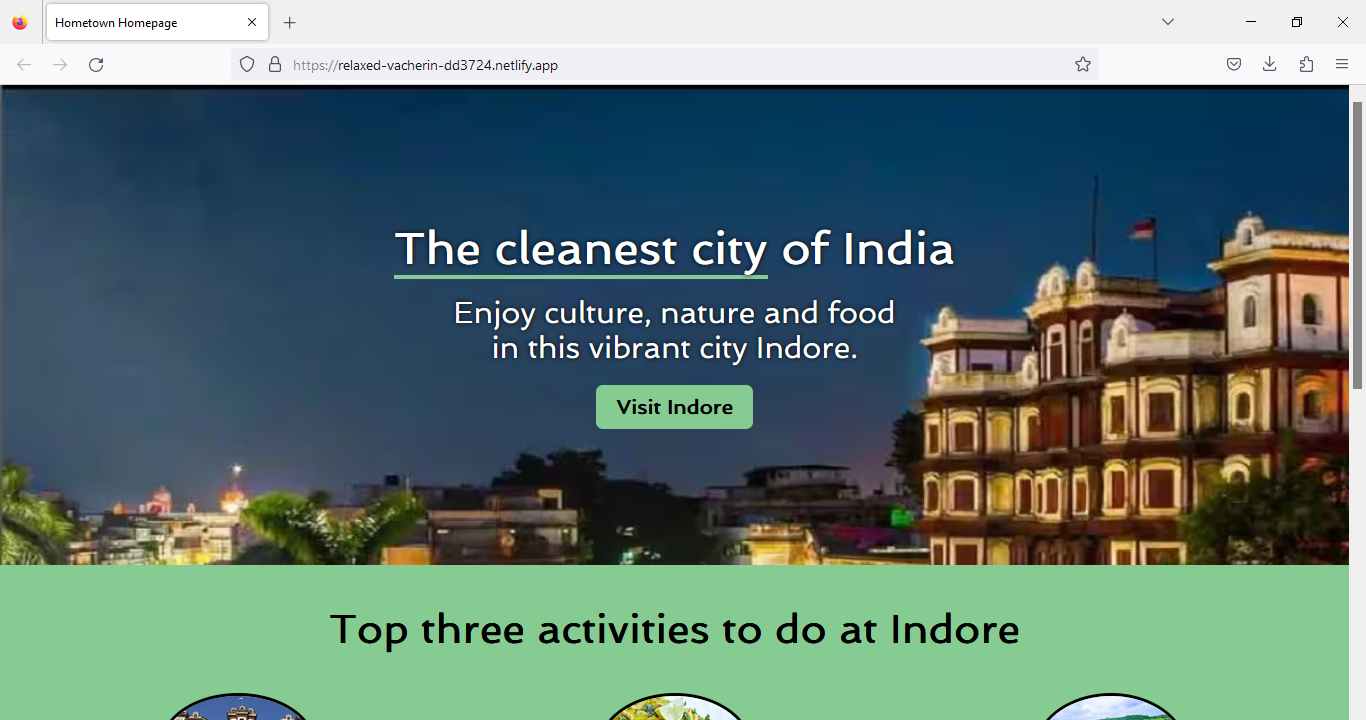 Hometown Homepage
https://relaxed-vacherin-dd3724.netlify.app
The cleanest city of India
Enjoy culture, nature and food
in this vibrant city Indore.
Visit Indore
Top three activities to do at Indore